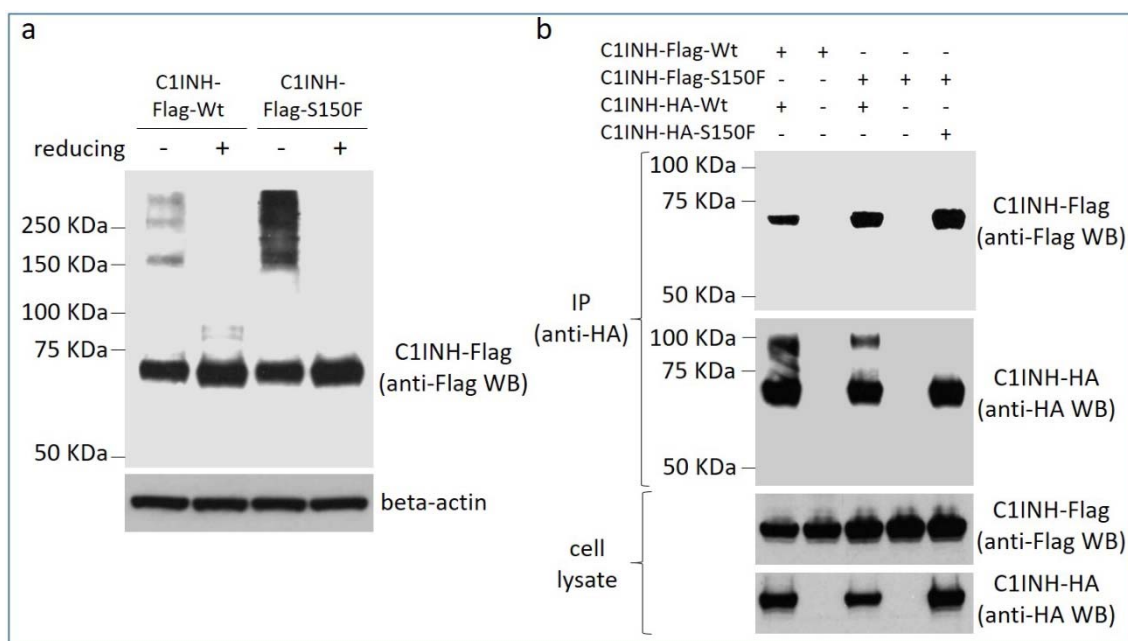 a
C1INH-
Flag-Wt
C1INH-
Flag-S150F
reducing - + - +
250 KDa
150 KDa
100 KDa
75 KDa
50 KDa
C1INH-Flag
(anti-Flag WB)
beta-actin
b
C1INH-Flag-Wt + + - - -
C1INH-Flag-S150F - - + + +
C1INH-HA-Wt + - + - -
C1INH-HA-S150F - - - - +
IP
(anti-HA)
100 KDa
75 KDa
50 KDa
C1INH-Flag
(anti-Flag WB)
100 KDa
75 KDa
50 KDa
C1INH-HA
(anti-HA WB)
cell
lysate
C1INH-Flag
(anti-Flag WB)
C1INH-HA
(anti-HA WB)